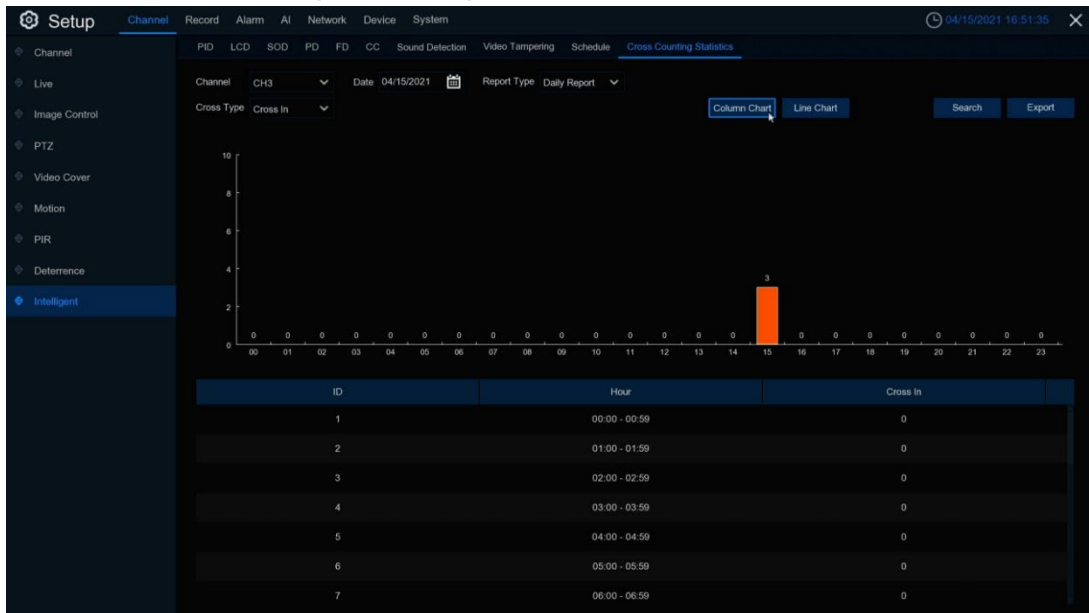 Setup Channel Record Alarm AI Network Device System 04/15/2021 16:51:35
Channel
Live
Image Control
PTZ
Video Cover
Motion
PIR
Deterrence
Intelligent
PID LCD SOD PD FD CC Sound Detection Video Tampering Schedule Cross Counting Statistics
Channel CH3 Date 04/15/2021 Report Type Daily Report
Cross Type Cross In Column Chart Line Chart Search Export
10
8
6
4
3
2
0 0 0 0 0 0 0 0 0 0 0 0 0 0 0 0 0 0 0 0 0 0 0
0
00 01 02 03 04 05 06 07 08 09 10 11 12 13 14 15 16 17 18 19 20 21 22 23
ID Hour Cross In
1 00:00 - 00:59 0
2 01:00 - 01:59 0
3 02:00 - 02:59 0
4 03:00 - 03:59 0
5 04:00 - 04:59 0
6 05:00 - 05:59 0
7 06:00 - 06:59 0